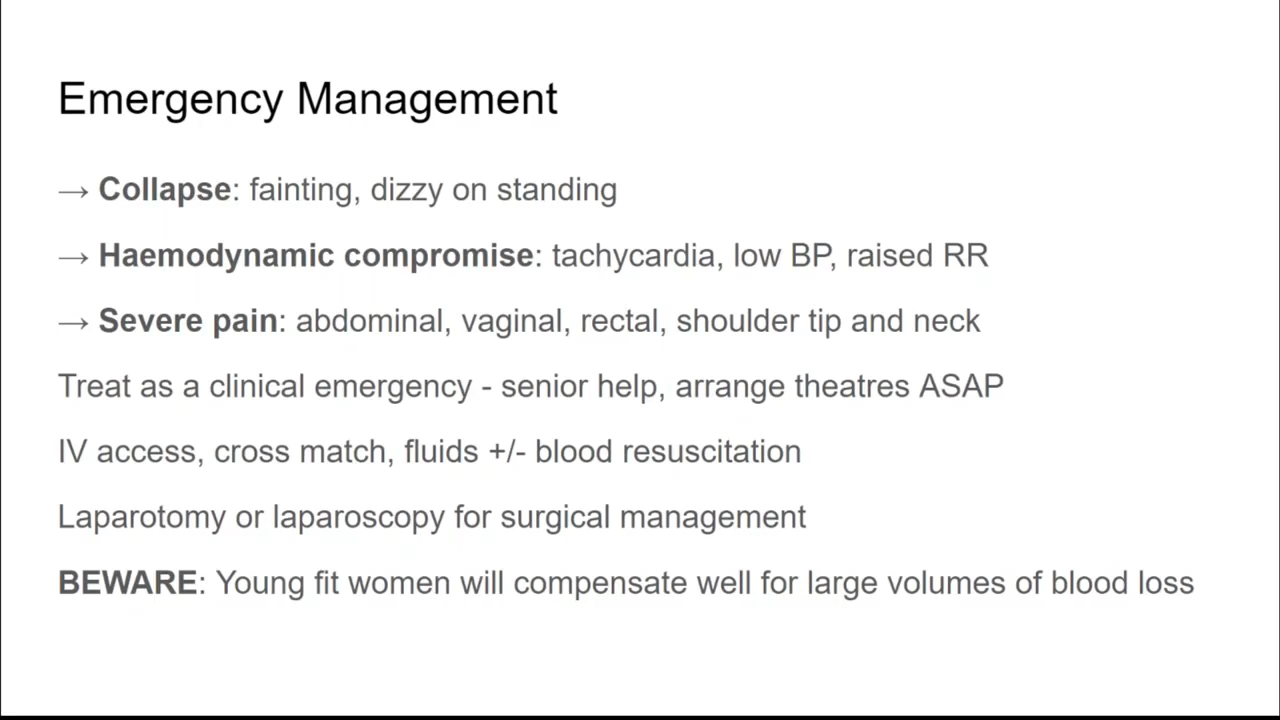 Emergency Management
→ Collapse: fainting, dizzy on standing
→ Haemodynamic compromise: tachycardia, low BP, raised RR
→ Severe pain: abdominal, vaginal, rectal, shoulder tip and neck
Treat as a clinical emergency - senior help, arrange theatres ASAP
IV access, cross match, fluids +/- blood resuscitation
Laparotomy or laparoscopy for surgical management
BEWARE: Young fit women will compensate well for large volumes of blood loss